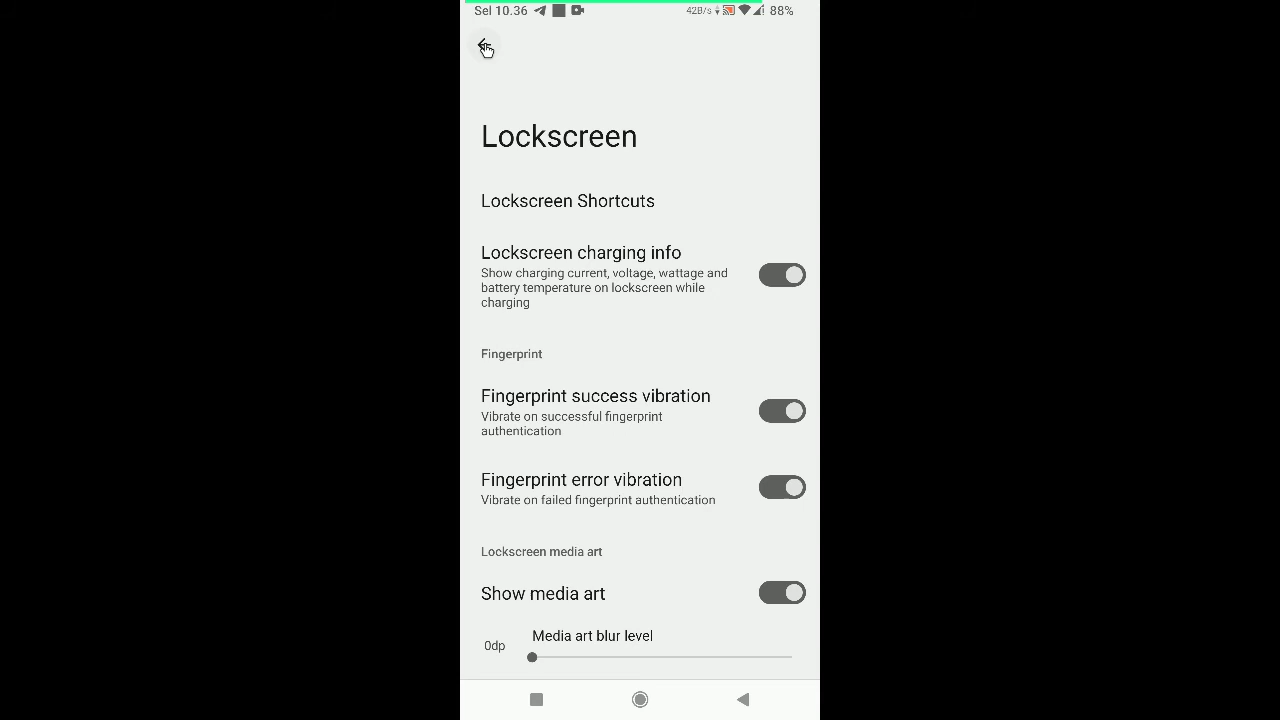 Sel 10.36 42B/s 88%
Lockscreen
Lockscreen Shortcuts
Lockscreen charging info
Show charging current, voltage, wattage and
battery temperature on lockscreen while
charging
Fingerprint
Fingerprint success vibration
Vibrate on successful fingerprint
authentication
Fingerprint error vibration
Vibrate on failed fingerprint authentication
Lockscreen media art
Show media art
Media art blur level
0dp